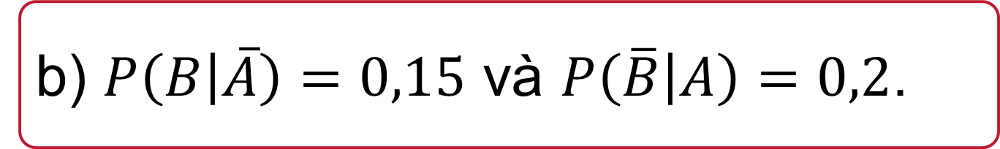 b) P(B|A̅) = 0,15 và P(B̅|A) = 0,2.